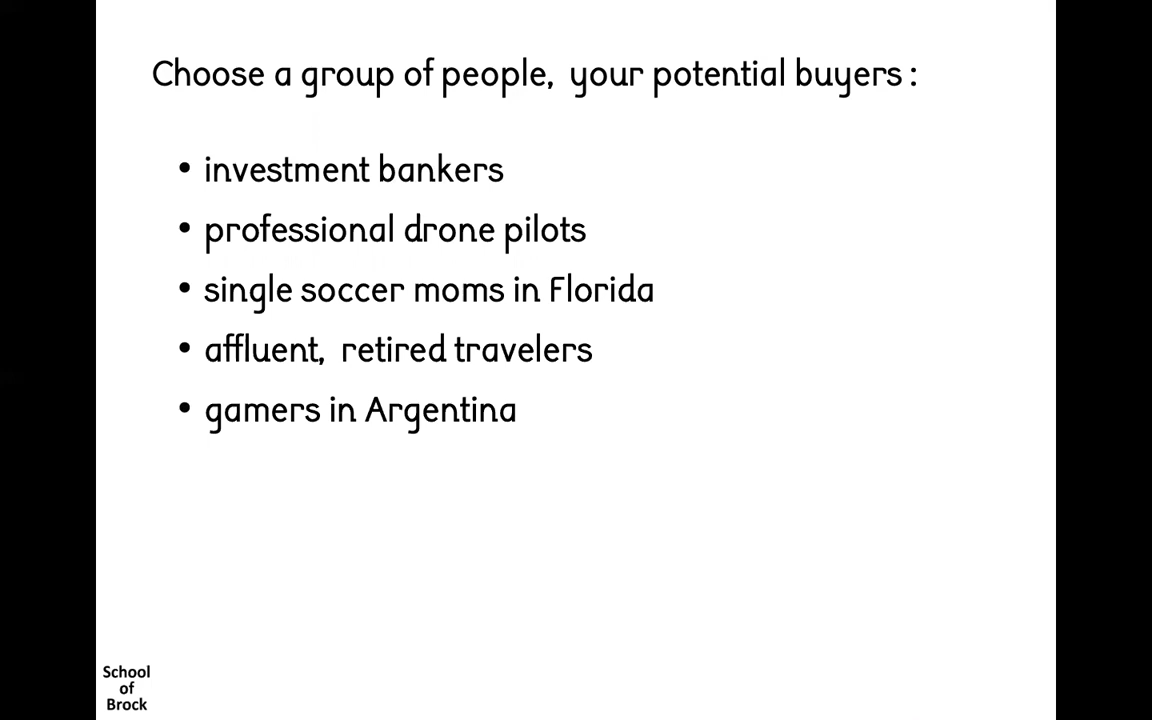 Choose a group of people, your potential buyers:
• investment bankers
• professional drone pilots
• single soccer moms in Florida
• affluent, retired travelers
• gamers in Argentina
School
of
Brock